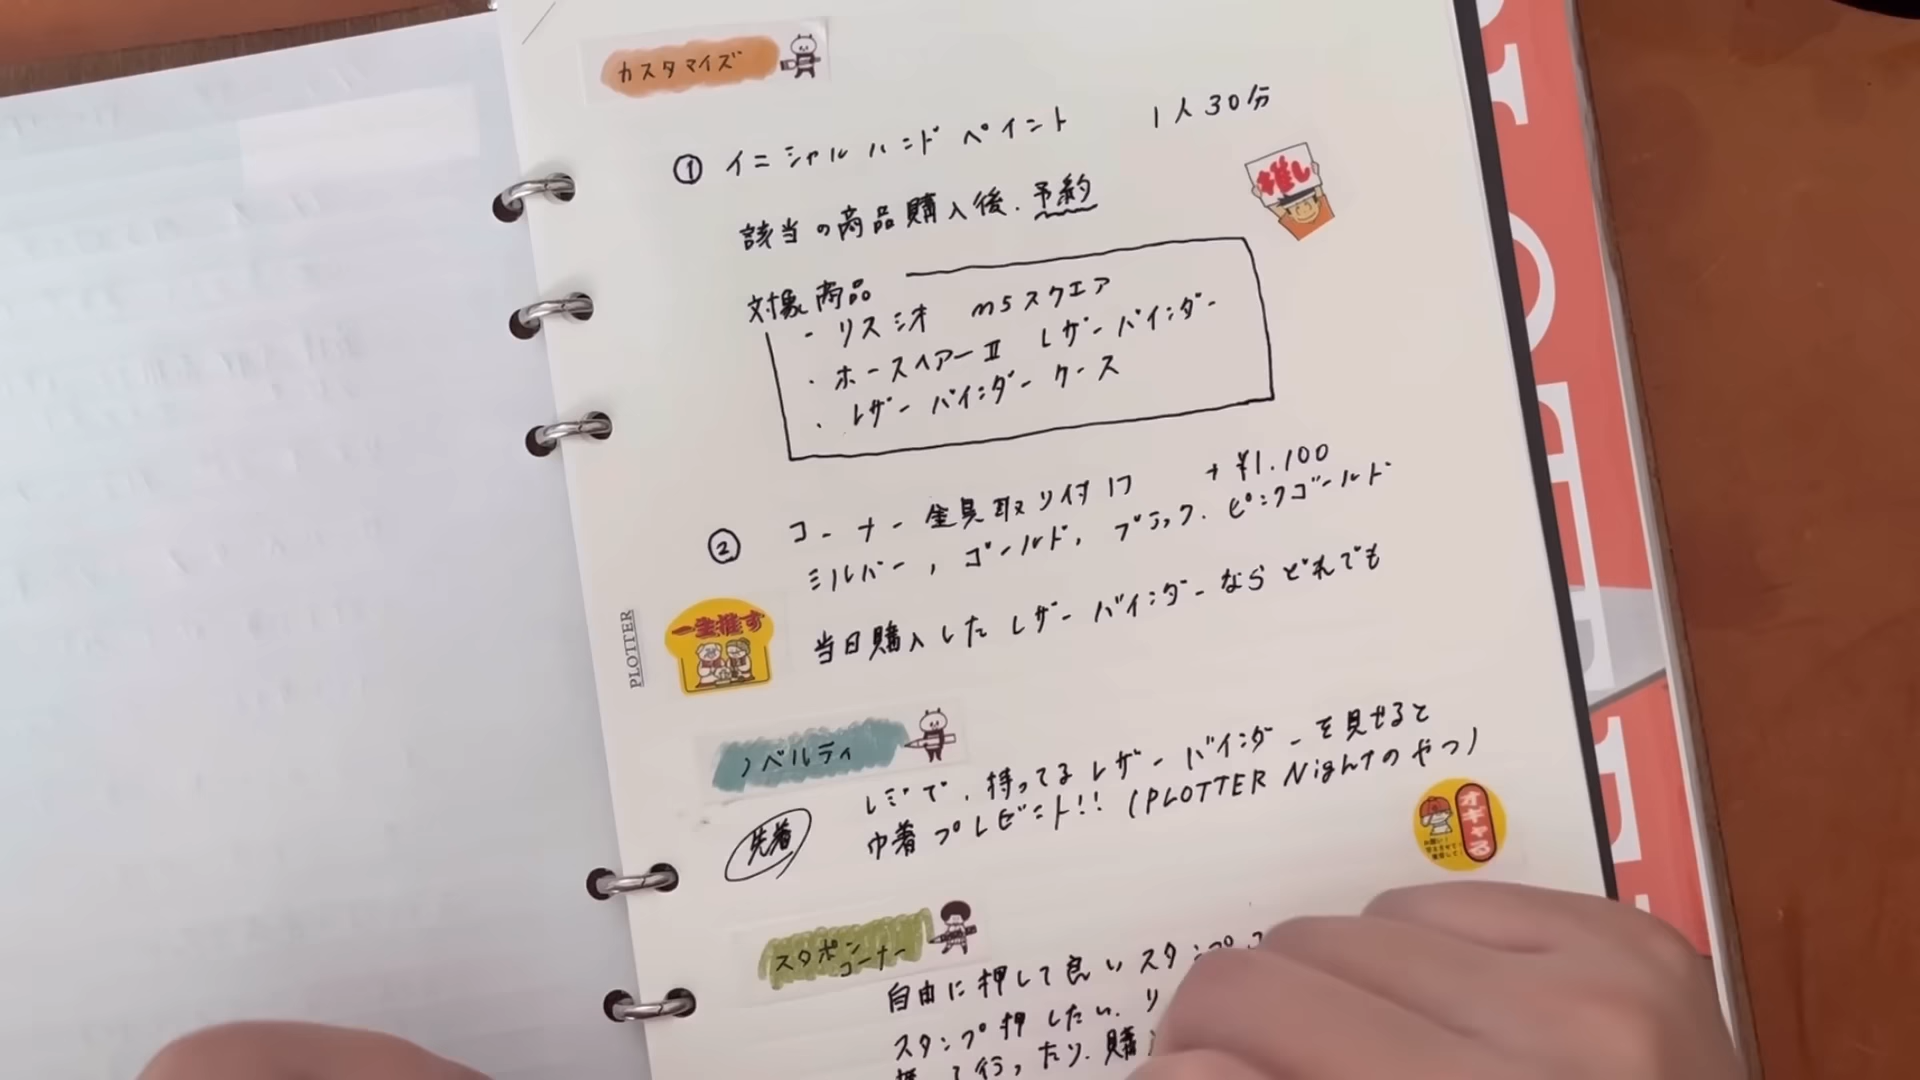 カスタマイズ
① イニシャルハンドペイント 1人30分
推し
該当の商品購入後.予約
対象商品
・リスシオ m5スクエア
・ホースヘアーⅡ レザーバインダー
・レザーバインダーケース
② コーナー金具取り付け +¥1.100
シルバー, ゴールド, ブラック. ピンクゴールド
一生推す
当日購入したレザーバインダーならどれでも
PLOTTER
ノベルティ
先着
レジで、持ってるレザーバインダーを見せると
巾着プレゼント!! (PLOTTER Nightのやつ)
オギャる
スタポン
コーナー
自由に押して良いスタンプコ
スタンプ押したい. リ
て行ったり. 購